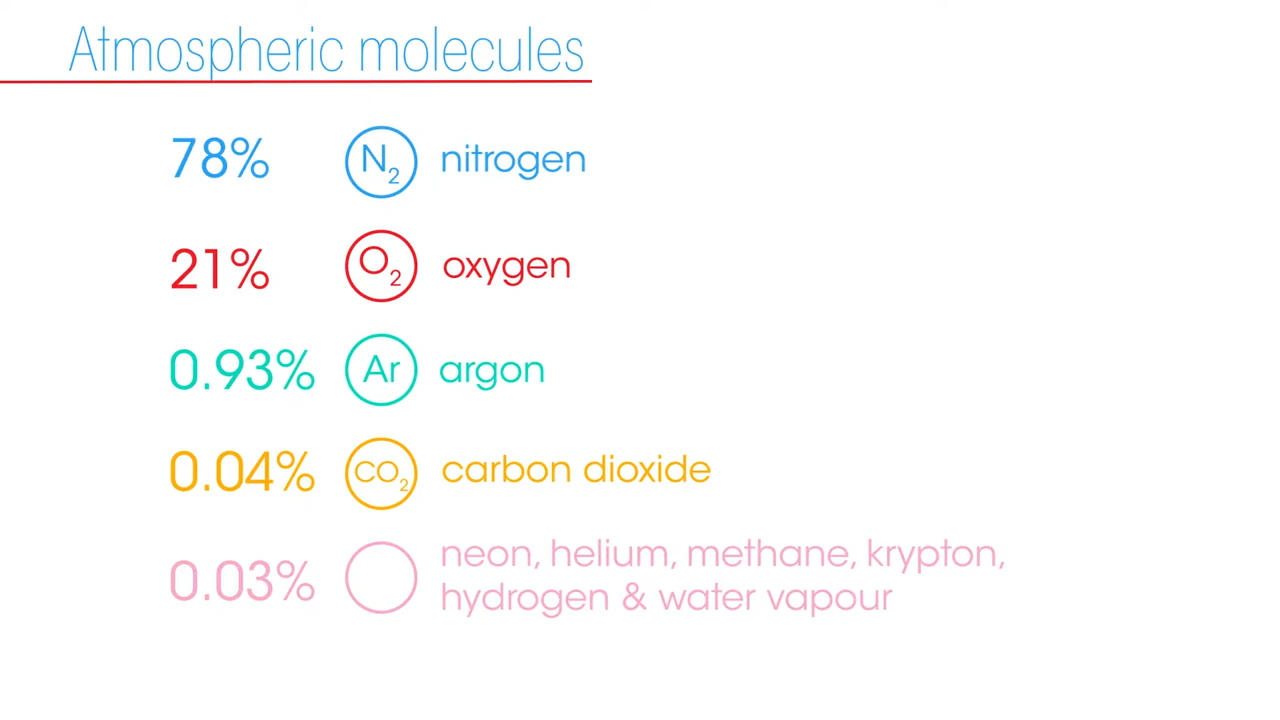 Atmospheric molecules
78% N₂ nitrogen
21% O₂ oxygen
0.93% Ar argon
0.04% CO₂ carbon dioxide
0.03% neon, helium, methane, krypton,
hydrogen & water vapour